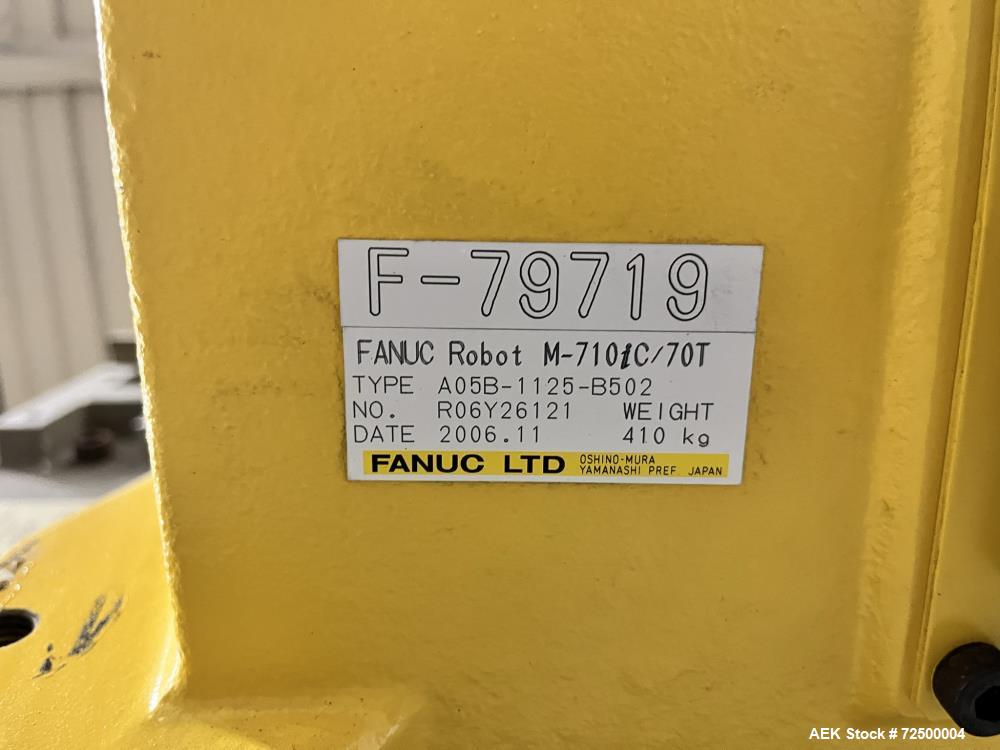 F-79719
FANUC Robot M-710iC/70T
TYPE A05B-1125-B502
NO. R06Y26121 WEIGHT
DATE 2006.11 410 kg
FANUC LTD OSHINO-MURA
YAMANASHI PREF. JAPAN
AEK Stock # 72500004